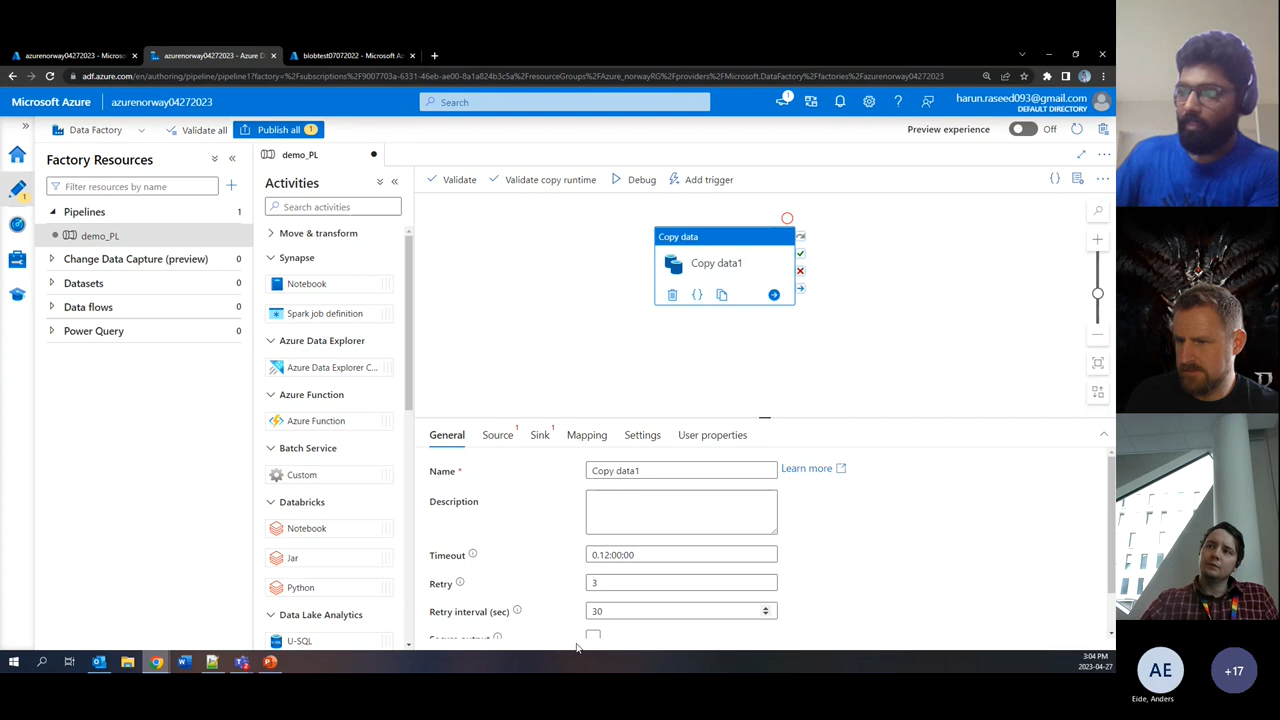 azurenorway04272023 - Microso
azurenorway04272023 - Azure D
blobtest07072022 - Microsoft A
adf.azure.com/en/authoring/pipeline/pipeline1?factory=%2Fsubscriptions%2F9007703a-6331-46eb-ae00-8a1a824b3c5a%2FresourceGroups%2FAzure_norwayRG%2Fproviders%2FMicrosoft.DataFactory%2Ffactories%2Fazurenorway04272023
Microsoft Azure
azurenorway04272023
Search
1
harun.raseed093@gmail.com
DEFAULT DIRECTORY
Data Factory
Validate all
Publish all 1
Preview experience
Off
Factory Resources
Filter resources by name
Pipelines 1
demo_PL
Change Data Capture (preview) 0
Datasets 0
Data flows 0
Power Query 0
demo_PL
Activities
Search activities
Move & transform
Synapse
Notebook
Spark job definition
Azure Data Explorer
Azure Data Explorer C...
Azure Function
Azure Function
Batch Service
Custom
Databricks
Notebook
Jar
Python
Data Lake Analytics
U-SQL
Validate
Validate copy runtime
Debug
Add trigger
Copy data
Copy data1
General
Source 1
Sink 1
Mapping
Settings
User properties
Name *
Copy data1
Learn more
Description
Timeout
0.12:00:00
Retry
3
Retry interval (sec)
30
Secure output
3:04 PM
2023-04-27
AE
Eide, Anders
+17